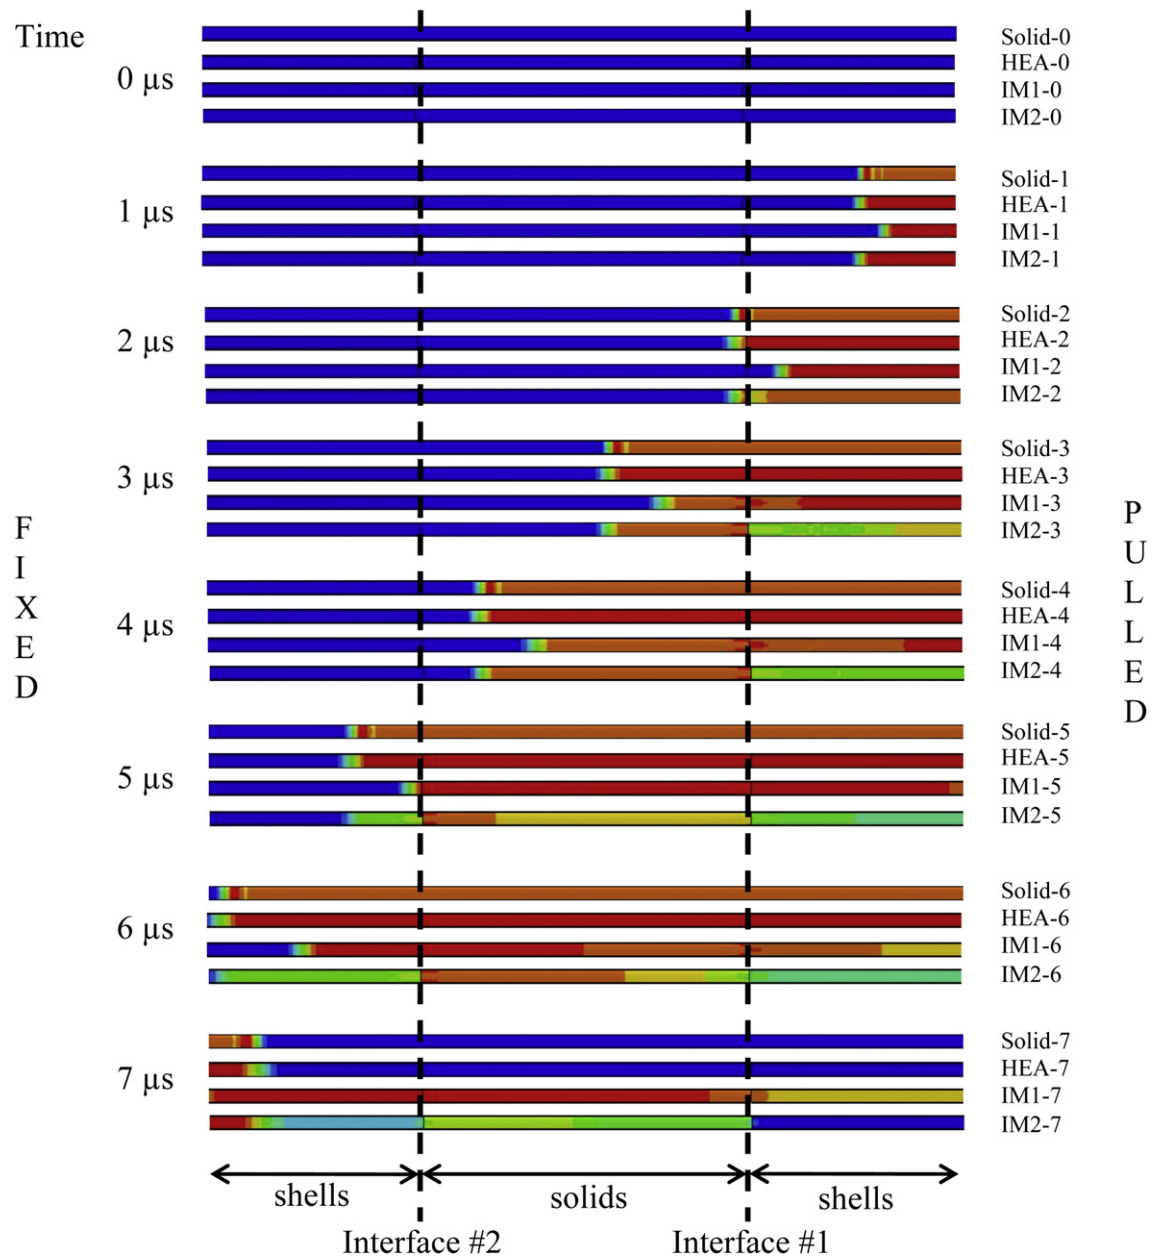 Time
0 μs
Solid-0
HEA-0
IM1-0
IM2-0
1 μs
Solid-1
HEA-1
IM1-1
IM2-1
2 μs
Solid-2
HEA-2
IM1-2
IM2-2
3 μs
Solid-3
HEA-3
IM1-3
IM2-3
FIXED
PULLED
4 μs
Solid-4
HEA-4
IM1-4
IM2-4
5 μs
Solid-5
HEA-5
IM1-5
IM2-5
6 μs
Solid-6
HEA-6
IM1-6
IM2-6
7 μs
Solid-7
HEA-7
IM1-7
IM2-7
shells
solids
shells
Interface #2
Interface #1